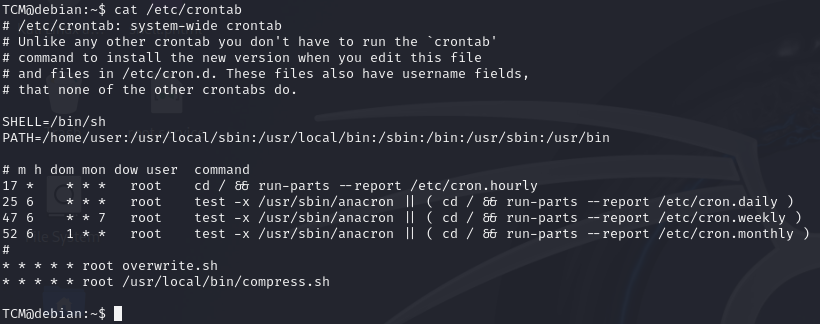 TCM@debian:~$ cat /etc/crontab
# /etc/crontab: system-wide crontab
# Unlike any other crontab you don't have to run the `crontab'
# command to install the new version when you edit this file
# and files in /etc/cron.d. These files also have username fields,
# that none of the other crontabs do.

SHELL=/bin/sh
PATH=/home/user:/usr/local/sbin:/usr/local/bin:/sbin:/bin:/usr/sbin:/usr/bin

# m h dom mon dow user  command
17 *    * * *   root    cd / && run-parts --report /etc/cron.hourly
25 6    * * *   root    test -x /usr/sbin/anacron || ( cd / && run-parts --report /etc/cron.daily )
47 6    * * 7   root    test -x /usr/sbin/anacron || ( cd / && run-parts --report /etc/cron.weekly )
52 6    1 * *   root    test -x /usr/sbin/anacron || ( cd / && run-parts --report /etc/cron.monthly )
#
* * * * * root overwrite.sh
* * * * * root /usr/local/bin/compress.sh

TCM@debian:~$